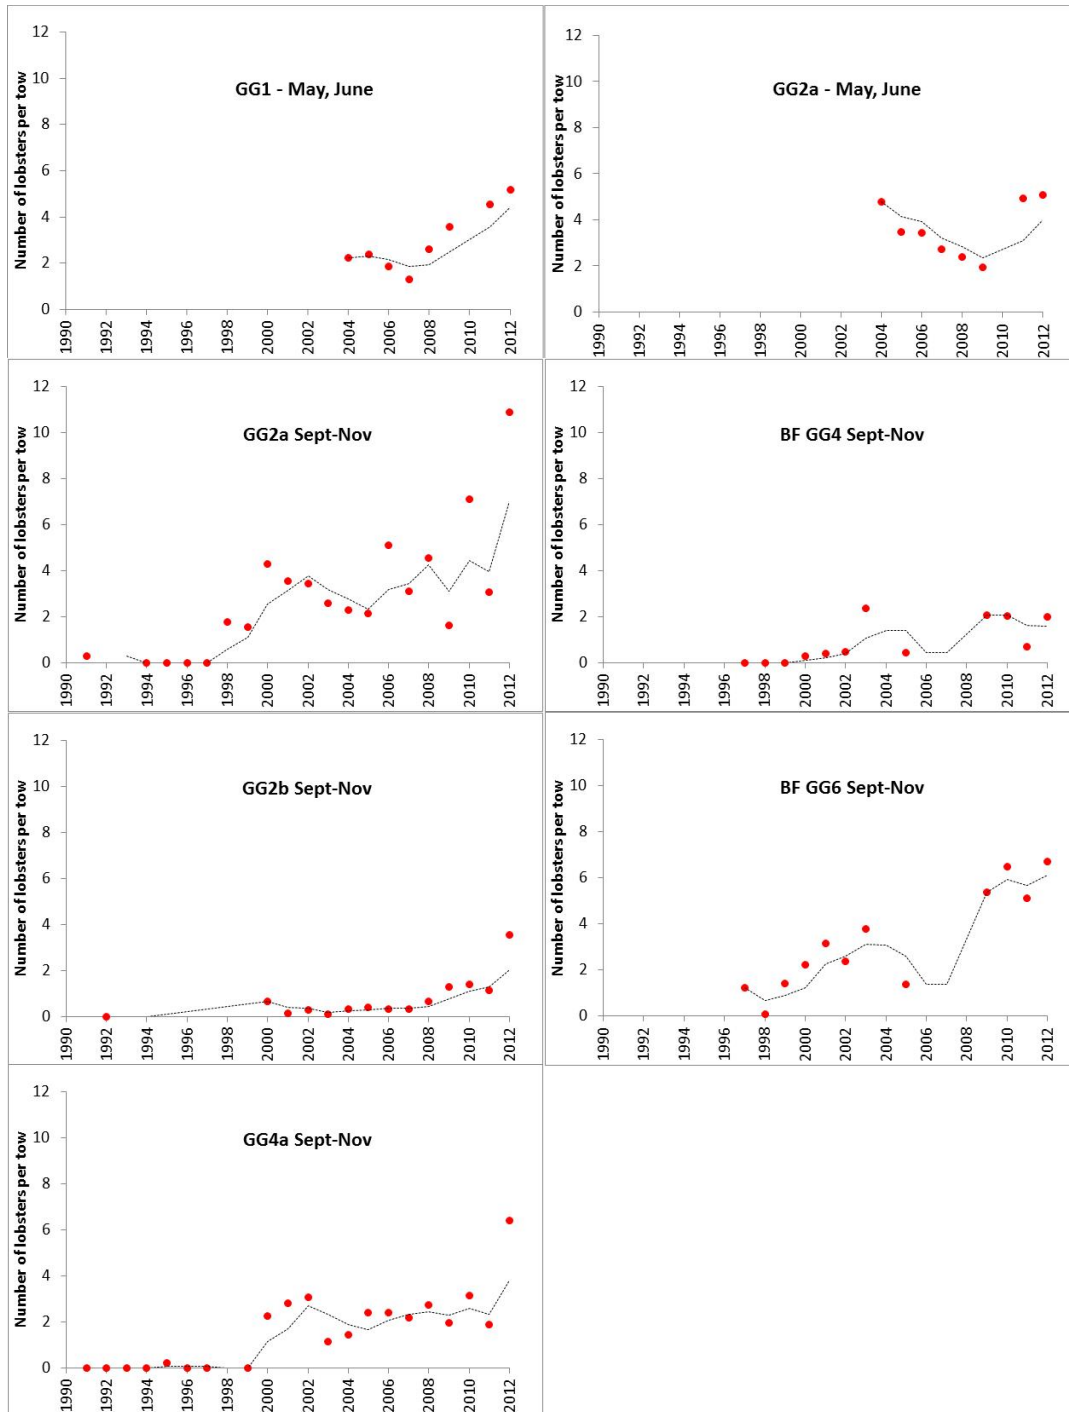 Number of lobsters per tow
12
10
8
6
4
2
0
GG1 - May, June
1990 1992 1994 1996 1998 2000 2002 2004 2006 2008 2010 2012
Number of lobsters per tow
12
10
8
6
4
2
0
GG2a - May, June
1990 1992 1994 1996 1998 2000 2002 2004 2006 2008 2010 2012
Number of lobsters per tow
12
10
8
6
4
2
0
GG2a Sept-Nov
1990 1992 1994 1996 1998 2000 2002 2004 2006 2008 2010 2012
Number of lobsters per tow
12
10
8
6
4
2
0
BF GG4 Sept-Nov
1990 1992 1994 1996 1998 2000 2002 2004 2006 2008 2010 2012
Number of lobsters per tow
12
10
8
6
4
2
0
GG2b Sept-Nov
1990 1992 1994 1996 1998 2000 2002 2004 2006 2008 2010 2012
Number of lobsters per tow
12
10
8
6
4
2
0
BF GG6 Sept-Nov
1990 1992 1994 1996 1998 2000 2002 2004 2006 2008 2010 2012
Number of lobsters per tow
12
10
8
6
4
2
0
GG4a Sept-Nov
1990 1992 1994 1996 1998 2000 2002 2004 2006 2008 2010 2012